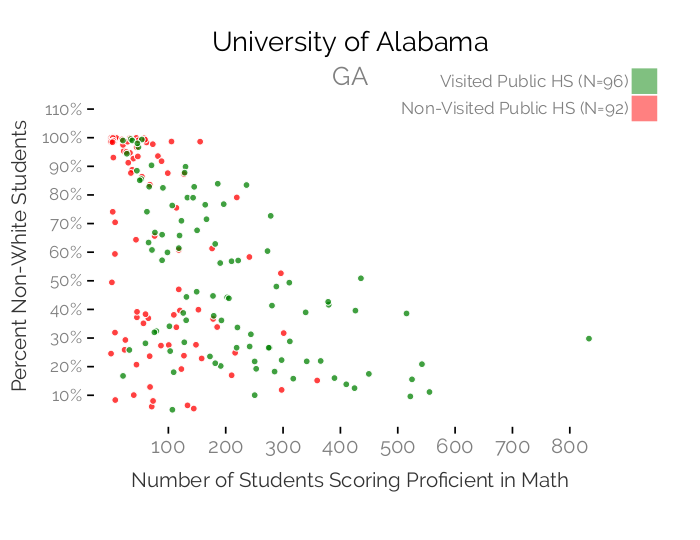 University of Alabama
GA
Visited Public HS (N=96)
Non-Visited Public HS (N=92)
Percent Non-White Students
110%
100%
90%
80%
70%
60%
50%
40%
30%
20%
10%
100 200 300 400 500 600 700 800
Number of Students Scoring Proficient in Math